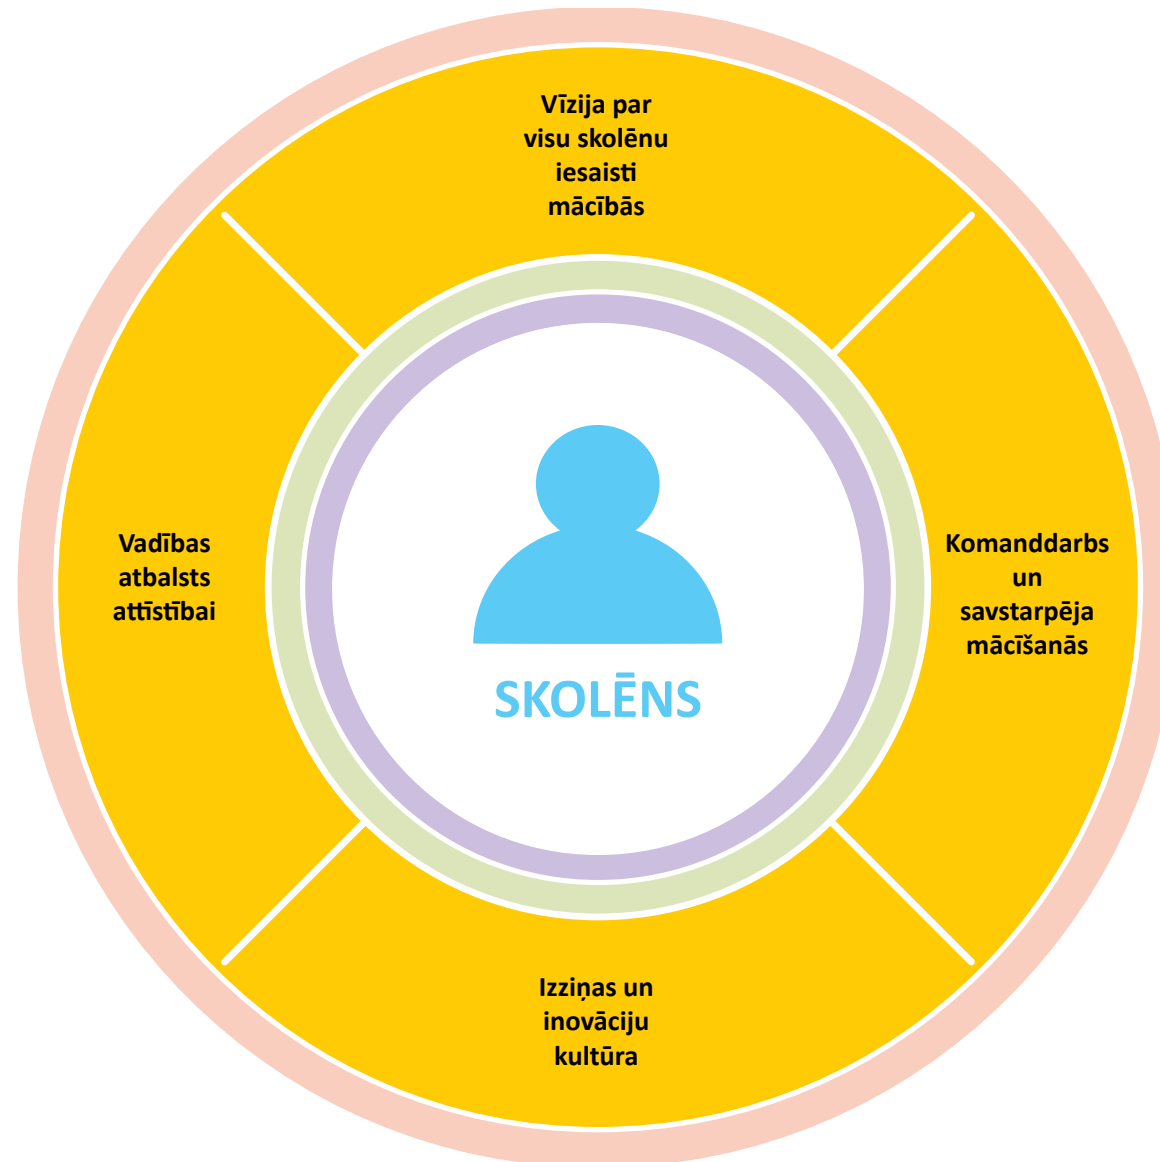 Vīzija par
visu skolēnu
iesaisti
mācībās
Vadības
atbalsts
attīstībai
Komanddarbs
un
savstarpēja
mācīšanās
SKOLĒNS
Izziņas un
inovāciju
kultūra